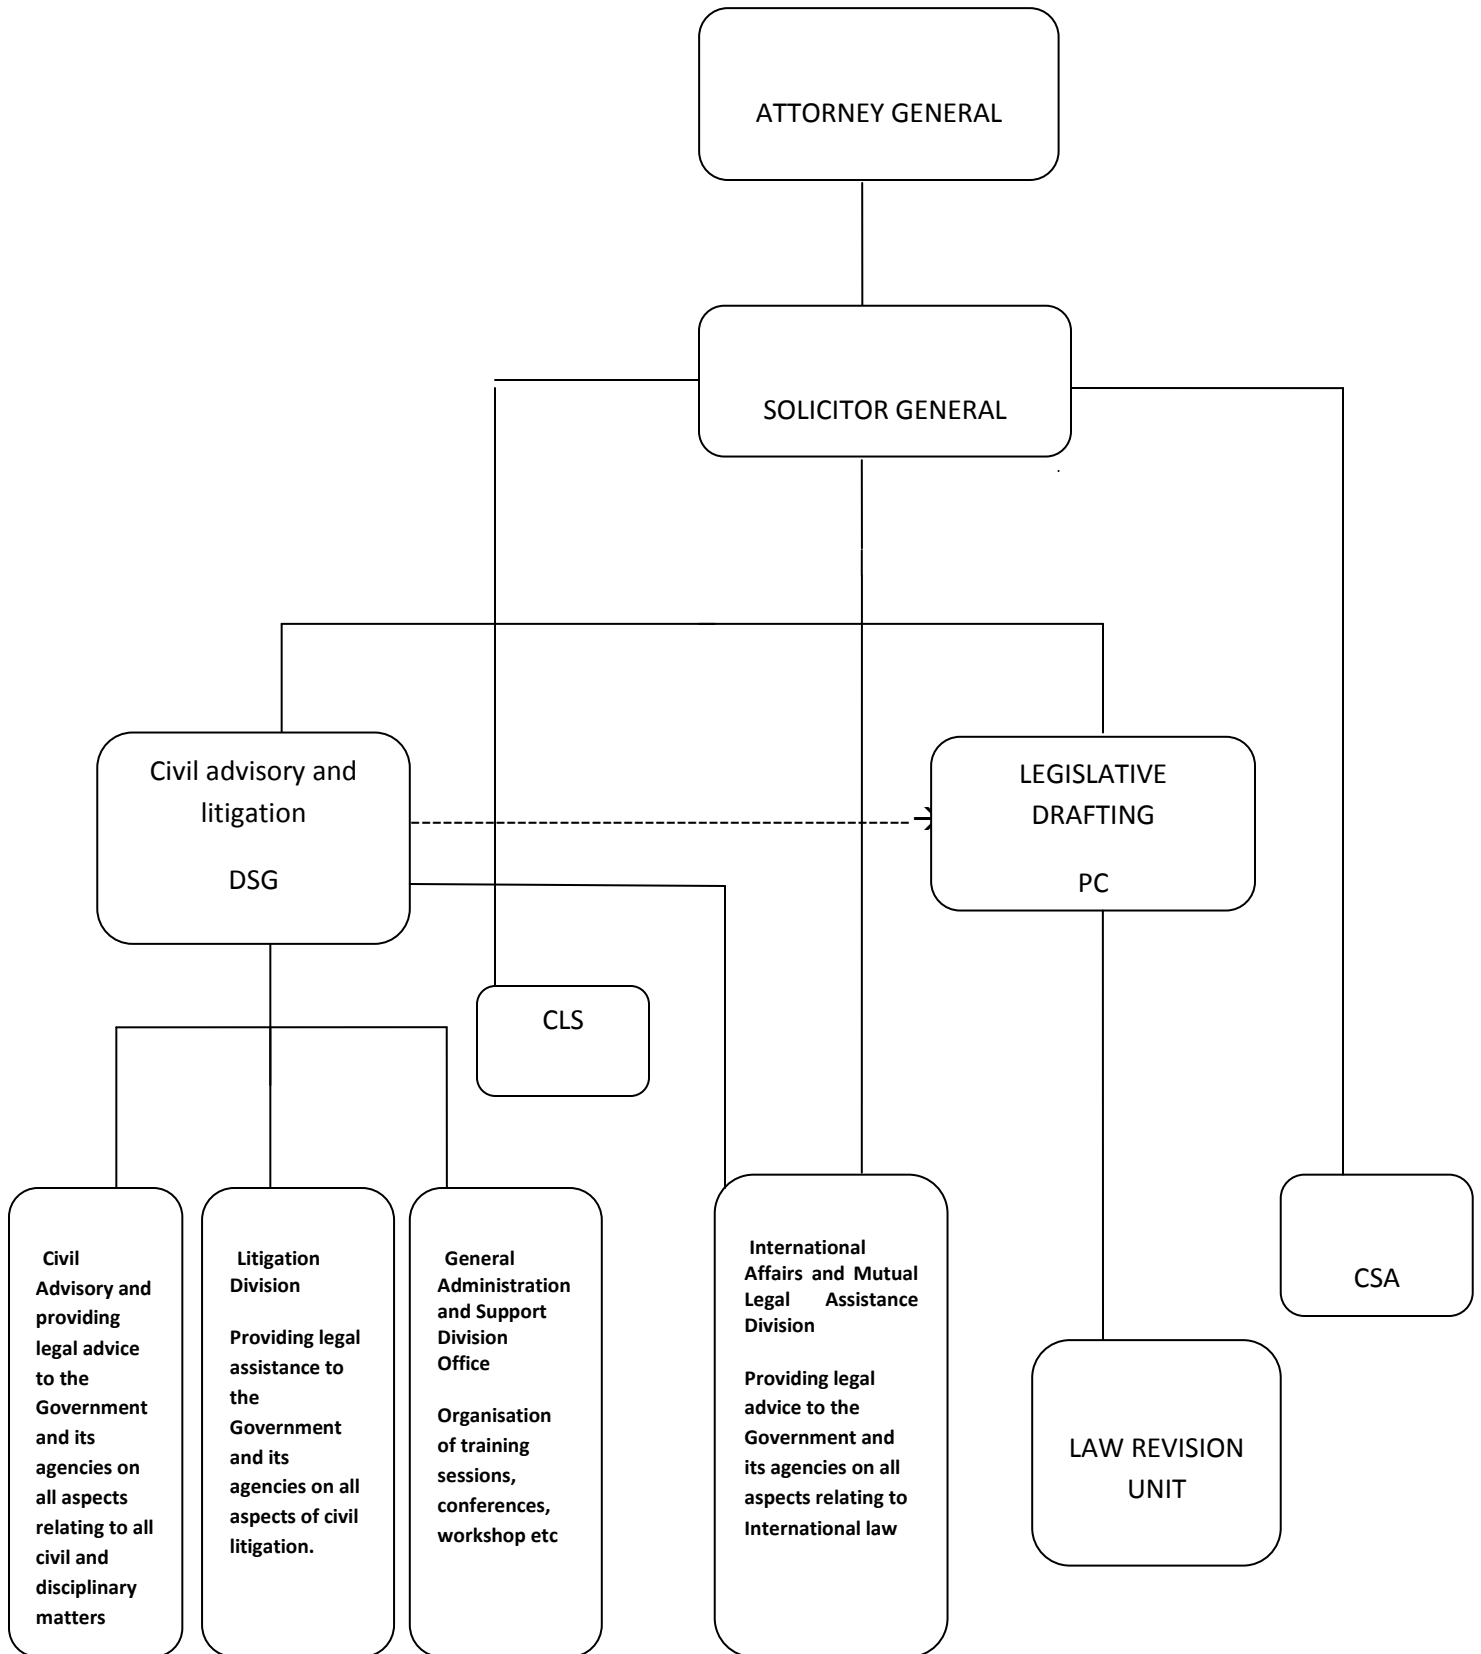 ATTORNEY GENERAL
SOLICITOR GENERAL
.
Civil advisory and
litigation
DSG
LEGISLATIVE
DRAFTING
PC
CLS
Civil
Advisory and
providing
legal advice
to the
Government
and its
agencies on
all aspects
relating to all
civil and
disciplinary
matters
Litigation
Division
Providing legal
assistance to
the
Government
and its
agencies on all
aspects of civil
litigation.
General
Administration
and Support
Division
Office
Organisation
of training
sessions,
conferences,
workshop etc
International
Affairs and Mutual
Legal Assistance
Division
Providing legal
advice to the
Government and
its agencies on all
aspects relating to
International law
LAW REVISION
UNIT
CSA